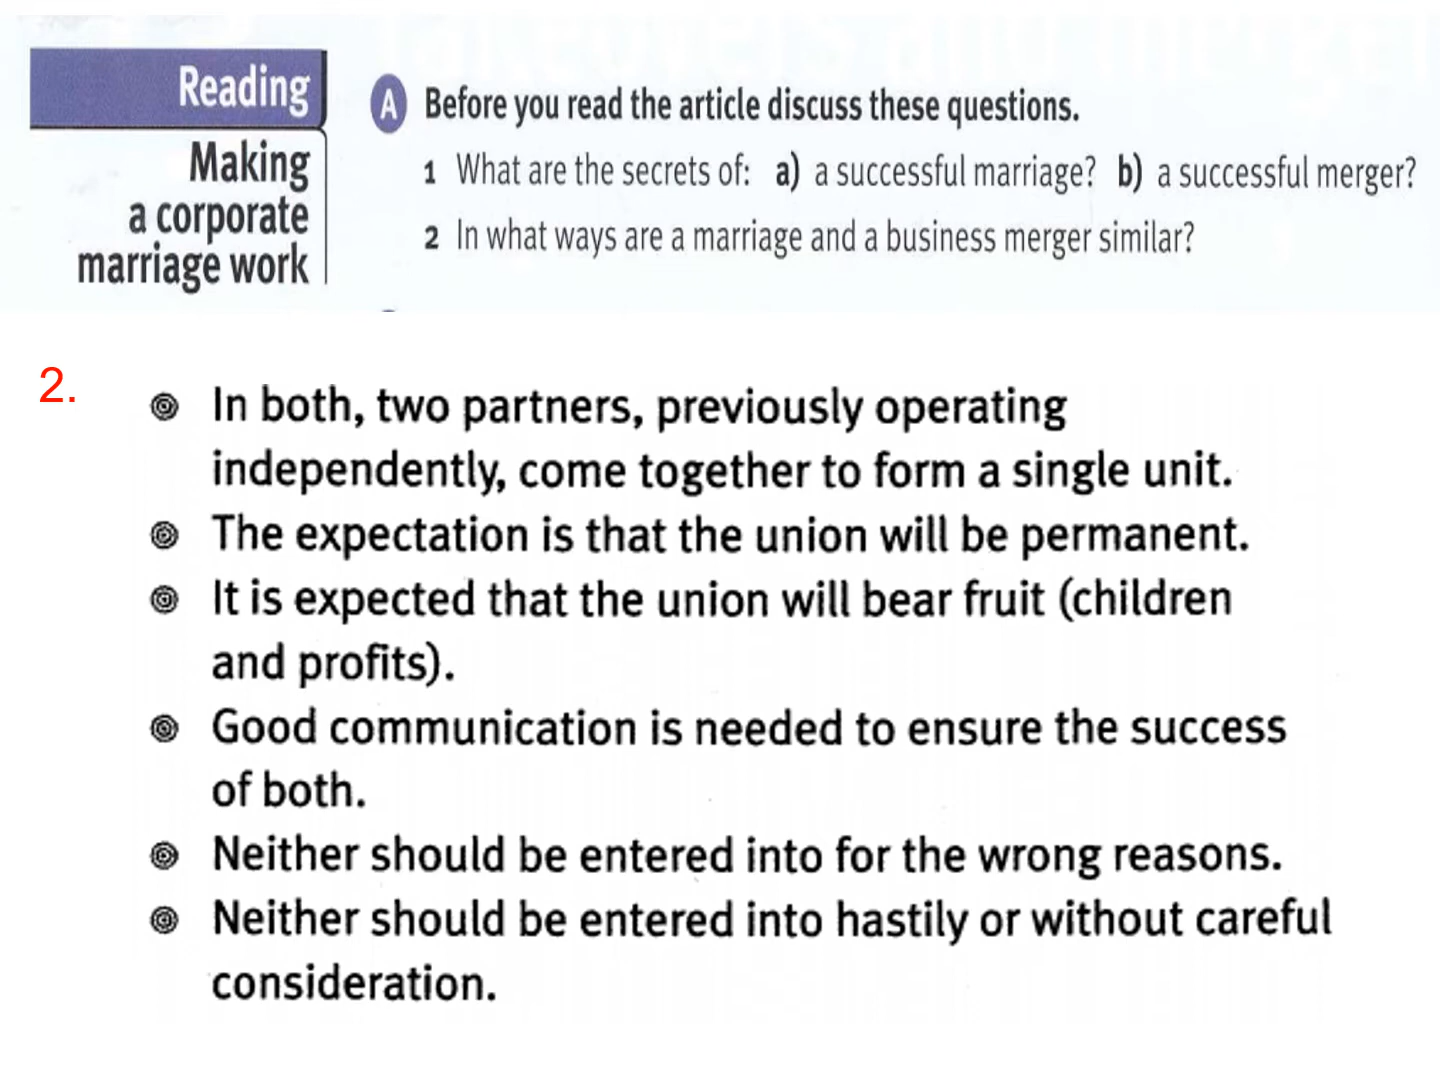 Reading
Making
a corporate
marriage work
A Before you read the article discuss these questions.
1 What are the secrets of: a) a successful marriage? b) a successful merger?
2 In what ways are a marriage and a business merger similar?
2.
In both, two partners, previously operating
independently, come together to form a single unit.
The expectation is that the union will be permanent.
It is expected that the union will bear fruit (children
and profits).
Good communication is needed to ensure the success
of both.
Neither should be entered into for the wrong reasons.
Neither should be entered into hastily or without careful
consideration.